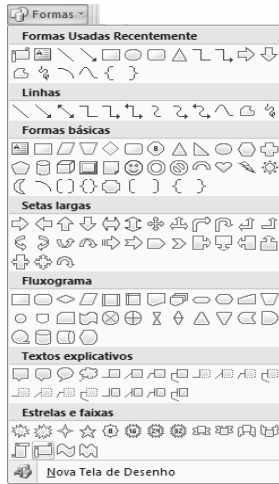 Formas
Formas Usadas Recentemente
Linhas
Formas básicas
Setas largas
Fluxograma
Textos explicativos
Estrelas e faixas
Nova Tela de Desenho